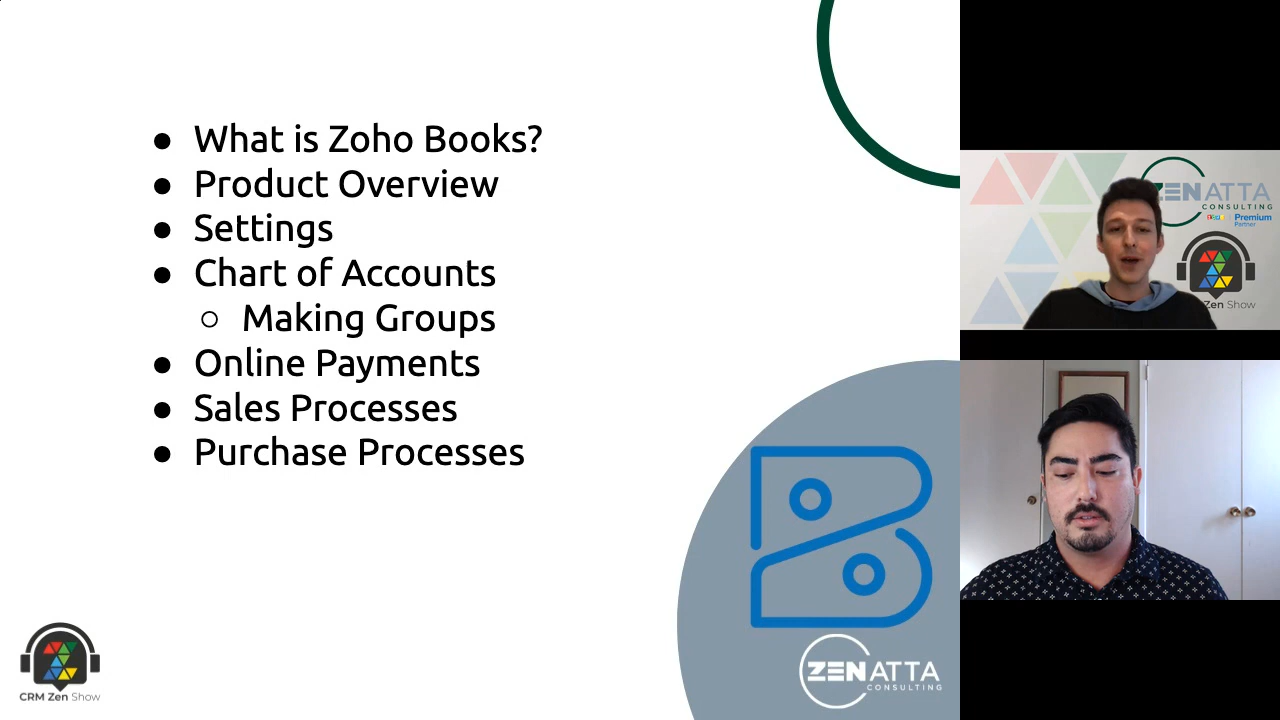 What is Zoho Books?
Product Overview
Settings
Chart of Accounts
Making Groups
Online Payments
Sales Processes
Purchase Processes
CRM Zen Show
ZENATTA
CONSULTING
ZENATTA
CONSULTING
Premium
Partner
Zen Show